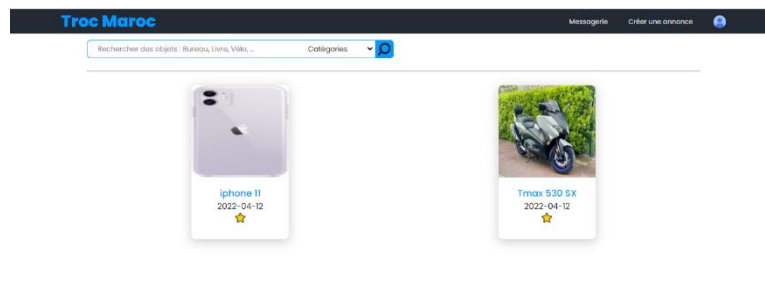 Troc Maroc
Messagerie
Créer une annonce
Rechercher des objets : Bureau, Livre, Vélo, ...
Catégories
iphone 11
2022-04-12
Tmax 530 SX
2022-04-12